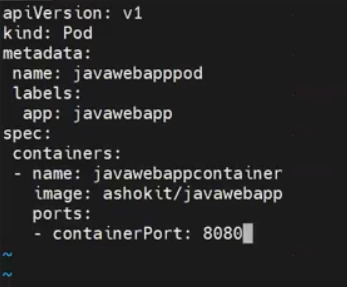 apiVersion: v1
kind: Pod
metadata:
 name: javawebapppod
 labels:
  app: javawebapp
spec:
 containers:
 - name: javawebappcontainer
   image: ashokit/javawebapp
   ports:
   - containerPort: 8080
~
~